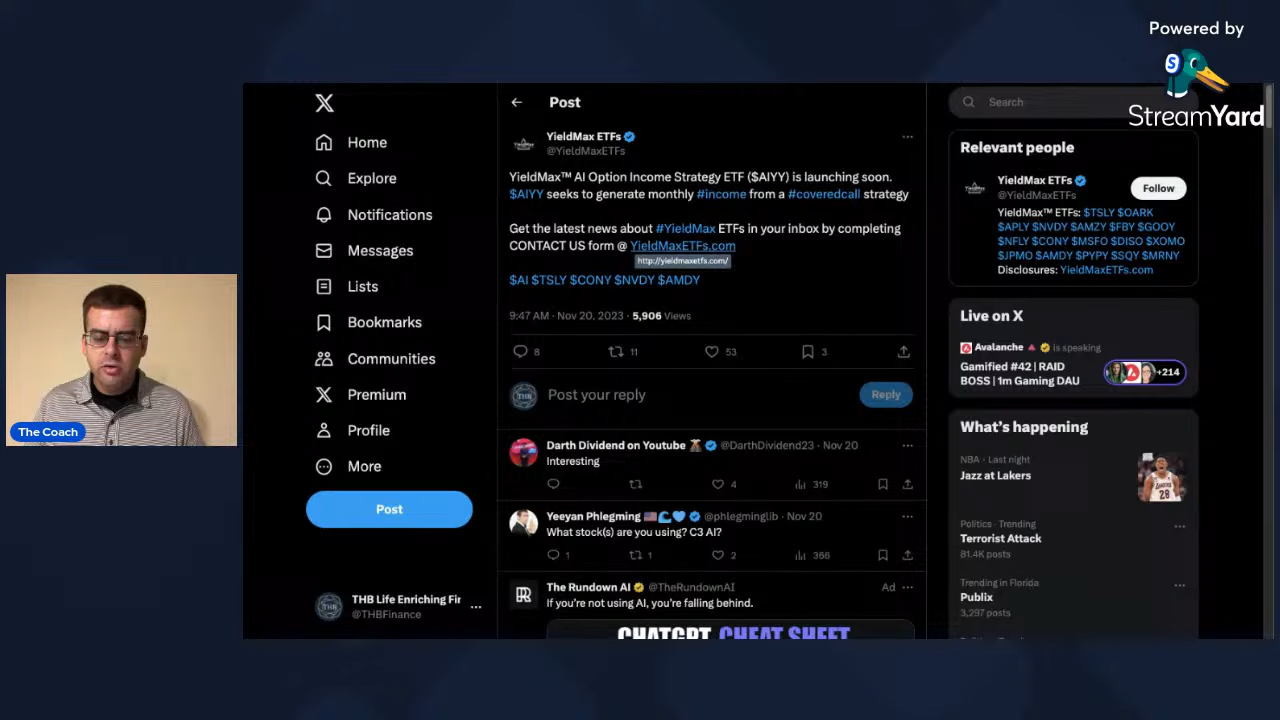 Powered by
StreamYard
Home
Explore
Notifications
Messages
Lists
Bookmarks
Communities
Premium
Profile
More
Post
THB Life Enriching Fir
@THBFinance
Post
YieldMax ETFs
@YieldMaxETFs
YieldMax™ AI Option Income Strategy ETF ($AIYY) is launching soon.
$AIYY seeks to generate monthly #income from a #coveredcall strategy
Get the latest news about #YieldMax ETFs in your inbox by completing
CONTACT US form @ YieldMaxETFs.com
http://yieldmaxetfs.com/
$AI $TSLY $CONY $NVDY $AMDY
9:47 AM · Nov 20, 2023 · 5,906 Views
8 11 53 3
THB
Post your reply
Reply
Darth Dividend on Youtube @DarthDividend23 · Nov 20
Interesting
4 319
Yeeyan Phlegming @phlegminglib · Nov 20
What stock(s) are you using? C3 AI?
1 1 2 366
The Rundown AI @TheRundownAI Ad
If you're not using AI, you're falling behind.
CHATGPT CHEAT SHEET
Search
Relevant people
YieldMax ETFs
@YieldMaxETFs
Follow
YieldMax™ ETFs: $TSLY $OARK
$APLY $NVDY $AMZY $FBY $GOOY
$NFLY $CONY $MSFO $DISO $XOMO
$JPMO $AMDY $PYPY $SQY $MRNY
Disclosures: YieldMaxETFs.com
Live on X
Avalanche is speaking
Gamified #42 | RAID
BOSS | 1m Gaming DAU
+214
What's happening
NBA · Last night
Jazz at Lakers
Politics · Trending
Terrorist Attack
81.4K posts
Trending in Florida
Publix
3,297 posts
The Coach